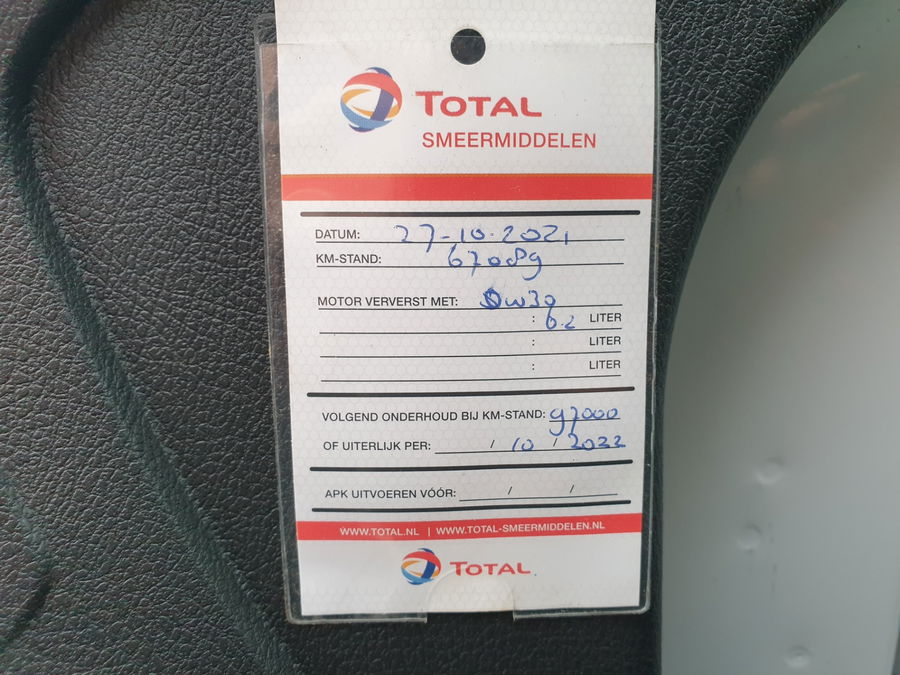 TOTAL
SMEERMIDDELEN
DATUM: 27-10-2021
KM-STAND: 67089
MOTOR VERVERST MET: 0w30
: 6.2 LITER
: LITER
: LITER
VOLGEND ONDERHOUD BIJ KM-STAND: 97000
OF UITERLIJK PER: / 10 / 2022
APK UITVOEREN VÓÓR: / /
WWW.TOTAL.NL | WWW.TOTAL-SMEERMIDDELEN.NL
TOTAL